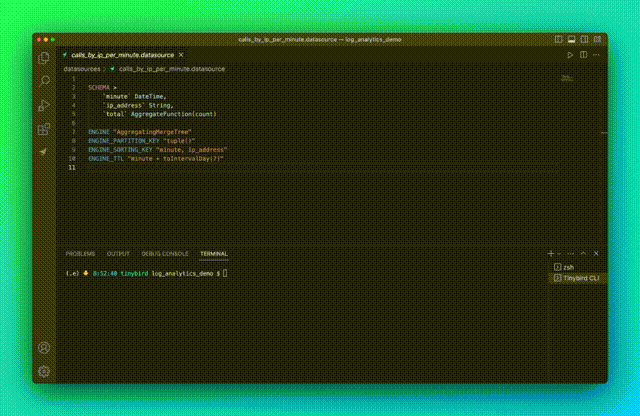 calls_by_ip_per_minute.datasource — log_analytics_demo
calls_by_ip_per_minute.datasource
datasources > calls_by_ip_per_minute.datasource
1
2 SCHEMA >
3 `minute` DateTime,
4 `ip_address` String,
5 `total` AggregateFunction(count)
6
7 ENGINE "AggregatingMergeTree"
8 ENGINE_PARTITION_KEY "tuple()"
9 ENGINE_SORTING_KEY "minute, ip_address"
10 ENGINE_TTL "minute + toIntervalDay(7)"
11
PROBLEMS OUTPUT DEBUG CONSOLE TERMINAL
(.e) 8:52:40 tinybird log_analytics_demo $
zsh
Tinybird CLI